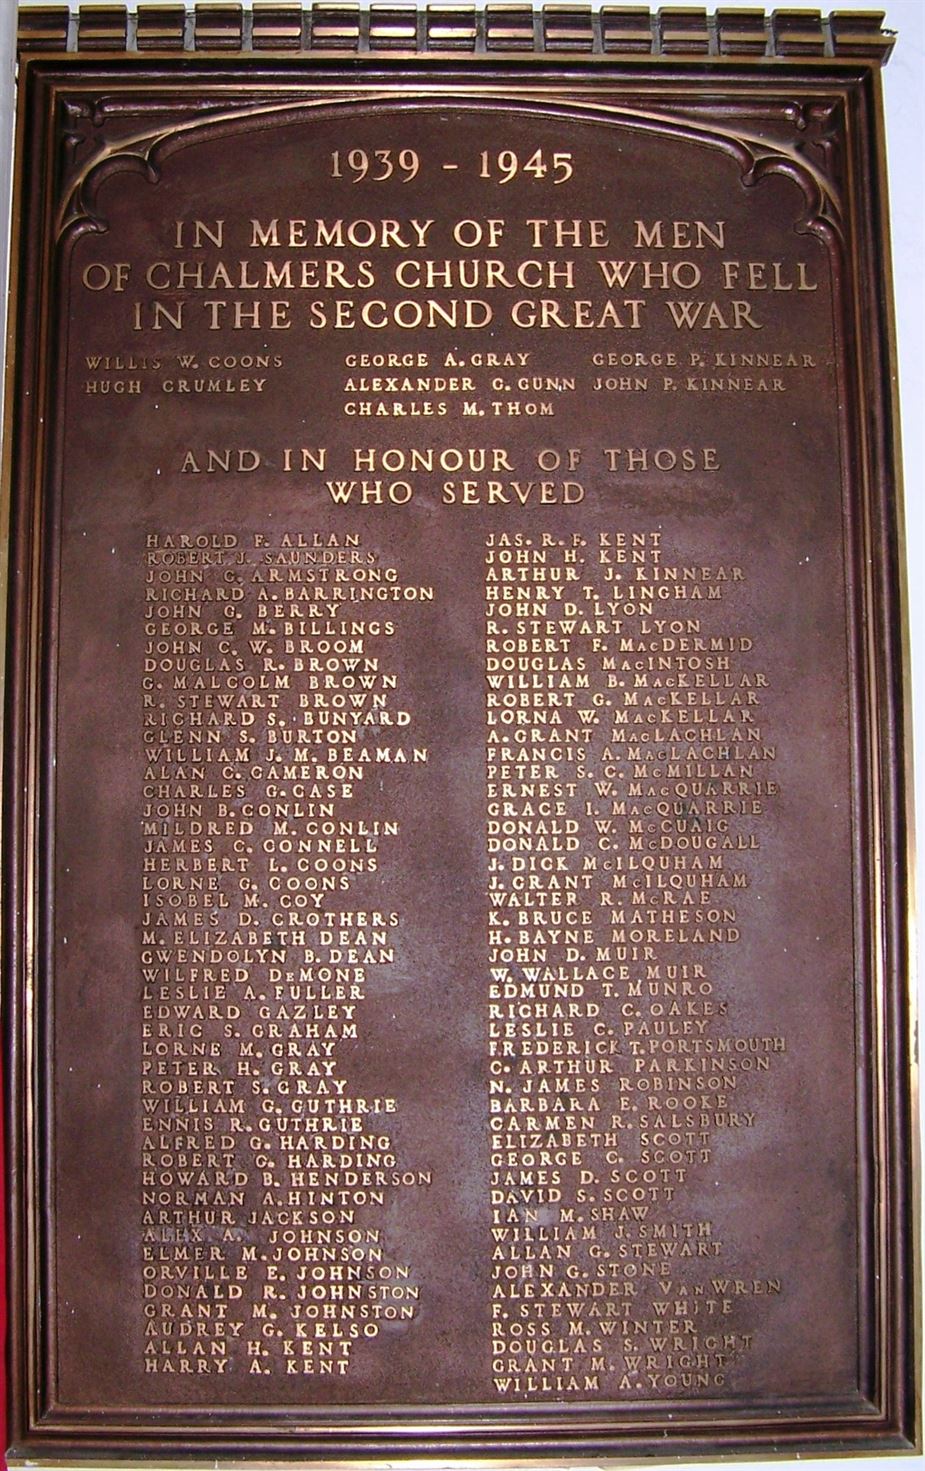 1939 - 1945
IN MEMORY OF THE MEN
OF CHALMERS CHURCH WHO FELL
IN THE SECOND GREAT WAR
WILLIS W. COONS GEORGE A. GRAY GEORGE P. KINNEAR
HUGH CRUMLEY ALEXANDER G. GUNN JOHN P. KINNEAR
CHARLES M. THOM
AND IN HONOUR OF THOSE
WHO SERVED
HAROLD F. ALLAN
ROBERT J. SAUNDERS
JOHN G. ARMSTRONG
RICHARD A. BARRINGTON
JOHN G. BERRY
GEORGE M. BILLINGS
JOHN C. W. BROOM
DOUGLAS R. BROWN
G. MALCOLM BROWN
R. STEWART BROWN
RICHARD S. BUNYARD
GLENN S. BURTON
WILLIAM J. M. BEAMAN
ALAN C. CAMERON
CHARLES G. CASE
JOHN B. CONLIN
MILDRED M. CONLIN
JAMES C. CONNELL
HERBERT L. COONS
LORNE G. COONS
ISOBEL M. COY
JAMES D. CROTHERS
M. ELIZABETH DEAN
GWENDOLYN B. DEAN
WILFRED DEMONE
LESLIE A. FULLER
EDWARD GAZLEY
ERIC S. GRAHAM
LORNE M. GRAY
PETER H. GRAY
ROBERT S. GRAY
WILLIAM G. GUTHRIE
ENNIS R. GUTHRIE
ALFRED G. HARDING
ROBERT G. HARDING
HOWARD B. HENDERSON
NORMAN A. HINTON
ARTHUR JACKSON
ALEX. A. JOHNSON
ELMER M. JOHNSON
ORVILLE E. JOHNSON
DONALD R. JOHNSTON
GRANT M. JOHNSTON
AUDREY G. KELSO
ALLAN H. KENT
HARRY A. KENT
JAS. R. F. KENT
JOHN H. KENT
ARTHUR J. KINNEAR
HENRY T. LINGHAM
JOHN D. LYON
R. STEWART LYON
ROBERT F. MACDERMID
DOUGLAS MACINTOSH
WILLIAM B. MACKELLAR
ROBERT G. MACKELLAR
LORNA W. MACKELLAR
A. GRANT MACLACHLAN
FRANCIS A. MACLACHLAN
PETER S. C. McMILLAN
ERNEST W. MACQUARRIE
GRACE I. MACQUARRIE
DONALD W. McCUAIG
DONALD C. McDOUGALL
J. DICK McILQUHAM
J. GRANT McILQUHAM
WALTER R. McRAE
K. BRUCE MATHESON
H. BAYNE MORELAND
JOHN D. MUIR
W. WALLACE MUIR
EDMUND T. MUNRO
RICHARD C. OAKES
LESLIE C. PAULEY
FREDERICK T. PORTSMOUTH
C. ARTHUR PARKINSON
N. JAMES ROBINSON
BARBARA E. ROOKE
CARMEN R. SALSBURY
ELIZABETH SCOTT
GEORGE C. SCOTT
JAMES D. SCOTT
DAVID S. SCOTT
IAN M. SHAW
WILLIAM J. SMITH
ALLAN G. STEWART
JOHN G. STONE
ALEXANDER VAN WREN
F. STEWART WHITE
ROSS M. WINTER
DOUGLAS S. WRIGHT
GRANT M. WRIGHT
WILLIAM A. YOUNG